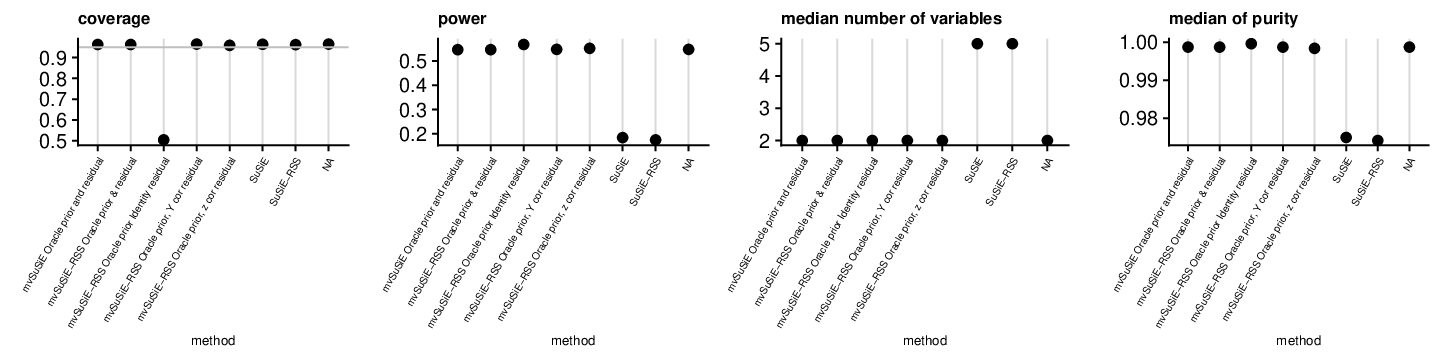 coverage
0.9
0.8
0.7
0.6
0.5
mvSuSiE Oracle prior and residual
mvSuSiE−RSS Oracle prior & residual
mvSuSiE−RSS Oracle prior Identity residual
mvSuSiE−RSS Oracle prior, Y cor residual
mvSuSiE−RSS Oracle prior, z cor residual
SuSiE
SuSiE−RSS
NA
method
power
0.5
0.4
0.3
0.2
mvSuSiE Oracle prior and residual
mvSuSiE−RSS Oracle prior & residual
mvSuSiE−RSS Oracle prior Identity residual
mvSuSiE−RSS Oracle prior, Y cor residual
mvSuSiE−RSS Oracle prior, z cor residual
SuSiE
SuSiE−RSS
NA
method
median number of variables
5
4
3
2
mvSuSiE Oracle prior and residual
mvSuSiE−RSS Oracle prior & residual
mvSuSiE−RSS Oracle prior Identity residual
mvSuSiE−RSS Oracle prior, Y cor residual
mvSuSiE−RSS Oracle prior, z cor residual
SuSiE
SuSiE−RSS
NA
method
median of purity
1.00
0.99
0.98
mvSuSiE Oracle prior and residual
mvSuSiE−RSS Oracle prior & residual
mvSuSiE−RSS Oracle prior Identity residual
mvSuSiE−RSS Oracle prior, Y cor residual
mvSuSiE−RSS Oracle prior, z cor residual
SuSiE
SuSiE−RSS
NA
method